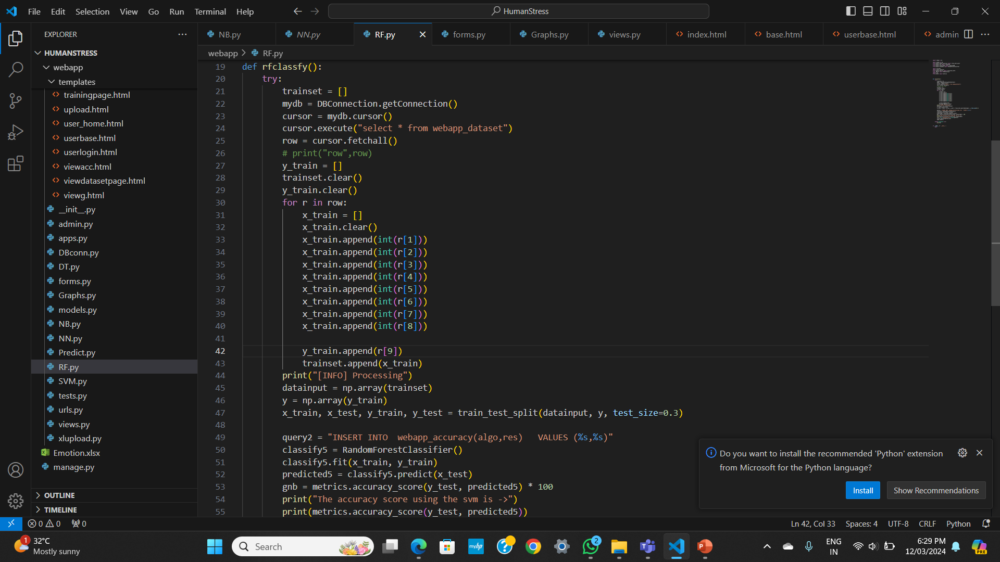 File Edit Selection View Go Run Terminal Help
HumanStress
EXPLORER
NB.py NN.py RF.py forms.py Graphs.py views.py index.html base.html userbase.html admin
HUMANSTRESS
webapp
templates
trainingpage.html
upload.html
user_home.html
userbase.html
userlogin.html
viewacc.html
viewdatasetpage.html
viewg.html
__init__.py
admin.py
apps.py
DBconn.py
DT.py
forms.py
Graphs.py
models.py
NB.py
NN.py
Predict.py
RF.py
SVM.py
tests.py
urls.py
views.py
xlupload.py
Emotion.xlsx
manage.py
OUTLINE
TIMELINE
webapp > RF.py
19 def rfclassfy():
20 try:
21 trainset = []
22 mydb = DBConnection.getConnection()
23 cursor = mydb.cursor()
24 cursor.execute("select * from webapp_dataset")
25 row = cursor.fetchall()
26 # print("row",row)
27 y_train = []
28 trainset.clear()
29 y_train.clear()
30 for r in row:
31 x_train = []
32 x_train.clear()
33 x_train.append(int(r[1]))
34 x_train.append(int(r[2]))
35 x_train.append(int(r[3]))
36 x_train.append(int(r[4]))
37 x_train.append(int(r[5]))
38 x_train.append(int(r[6]))
39 x_train.append(int(r[7]))
40 x_train.append(int(r[8]))
41
42 y_train.append(r[9])
43 trainset.append(x_train)
44 print("[INFO] Processing")
45 datainput = np.array(trainset)
46 y = np.array(y_train)
47 x_train, x_test, y_train, y_test = train_test_split(datainput, y, test_size=0.3)
48
49 query2 = "INSERT INTO  webapp_accuracy(algo,res)   VALUES (%s,%s)"
50 classify5 = RandomForestClassifier()
51 classify5.fit(x_train, y_train)
52 predicted5 = classify5.predict(x_test)
53 gnb = metrics.accuracy_score(y_test, predicted5) * 100
54 print("The accuracy score using the svm is ->")
55 print(metrics.accuracy_score(y_test, predicted5))
Do you want to install the recommended 'Python' extension
from Microsoft for the Python language?
Install Show Recommendations
0 0 0
Ln 42, Col 33 Spaces: 4 UTF-8 CRLF Python
1 32°C
Mostly sunny
Search
myhp
2
ENG
IN
6:29 PM
12/03/2024
PRE